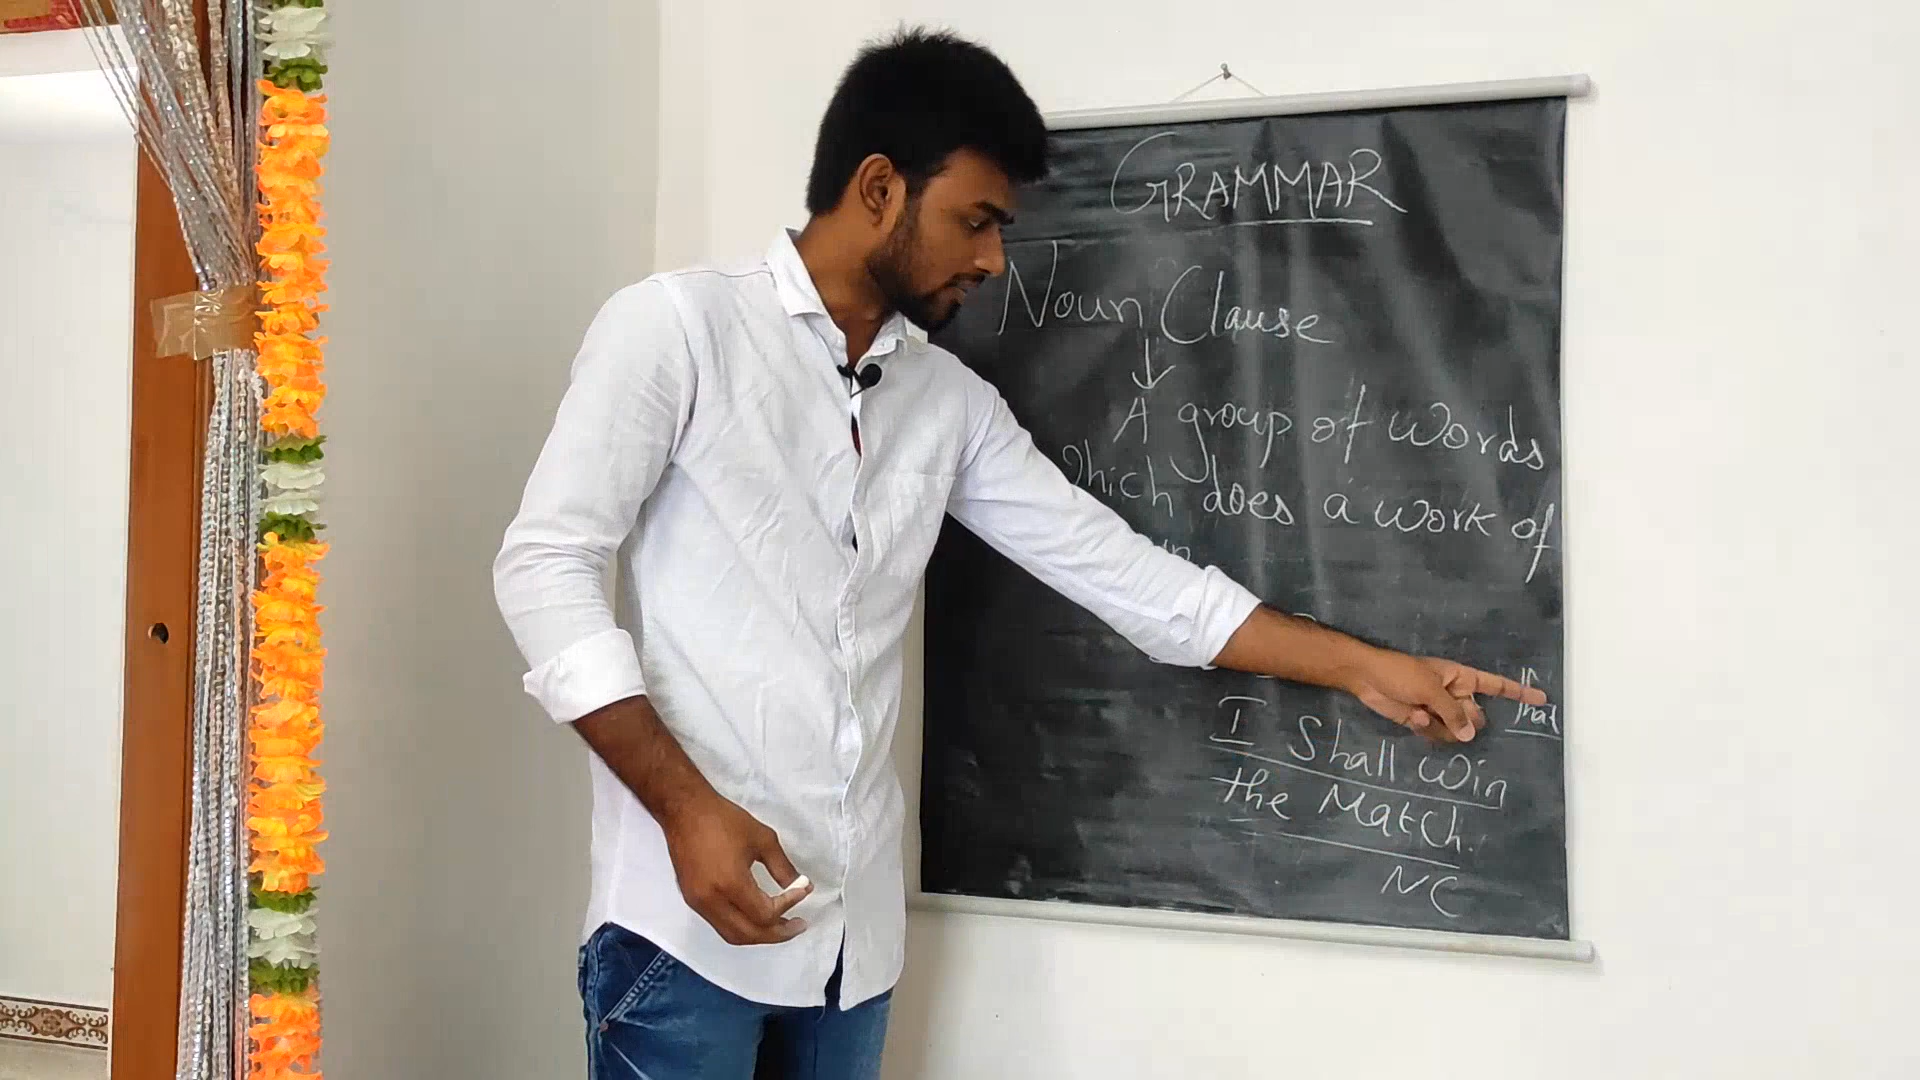 GRAMMAR
Noun Clause
A group of words
which does a work of
that
I Shall Win
the Match.
NC